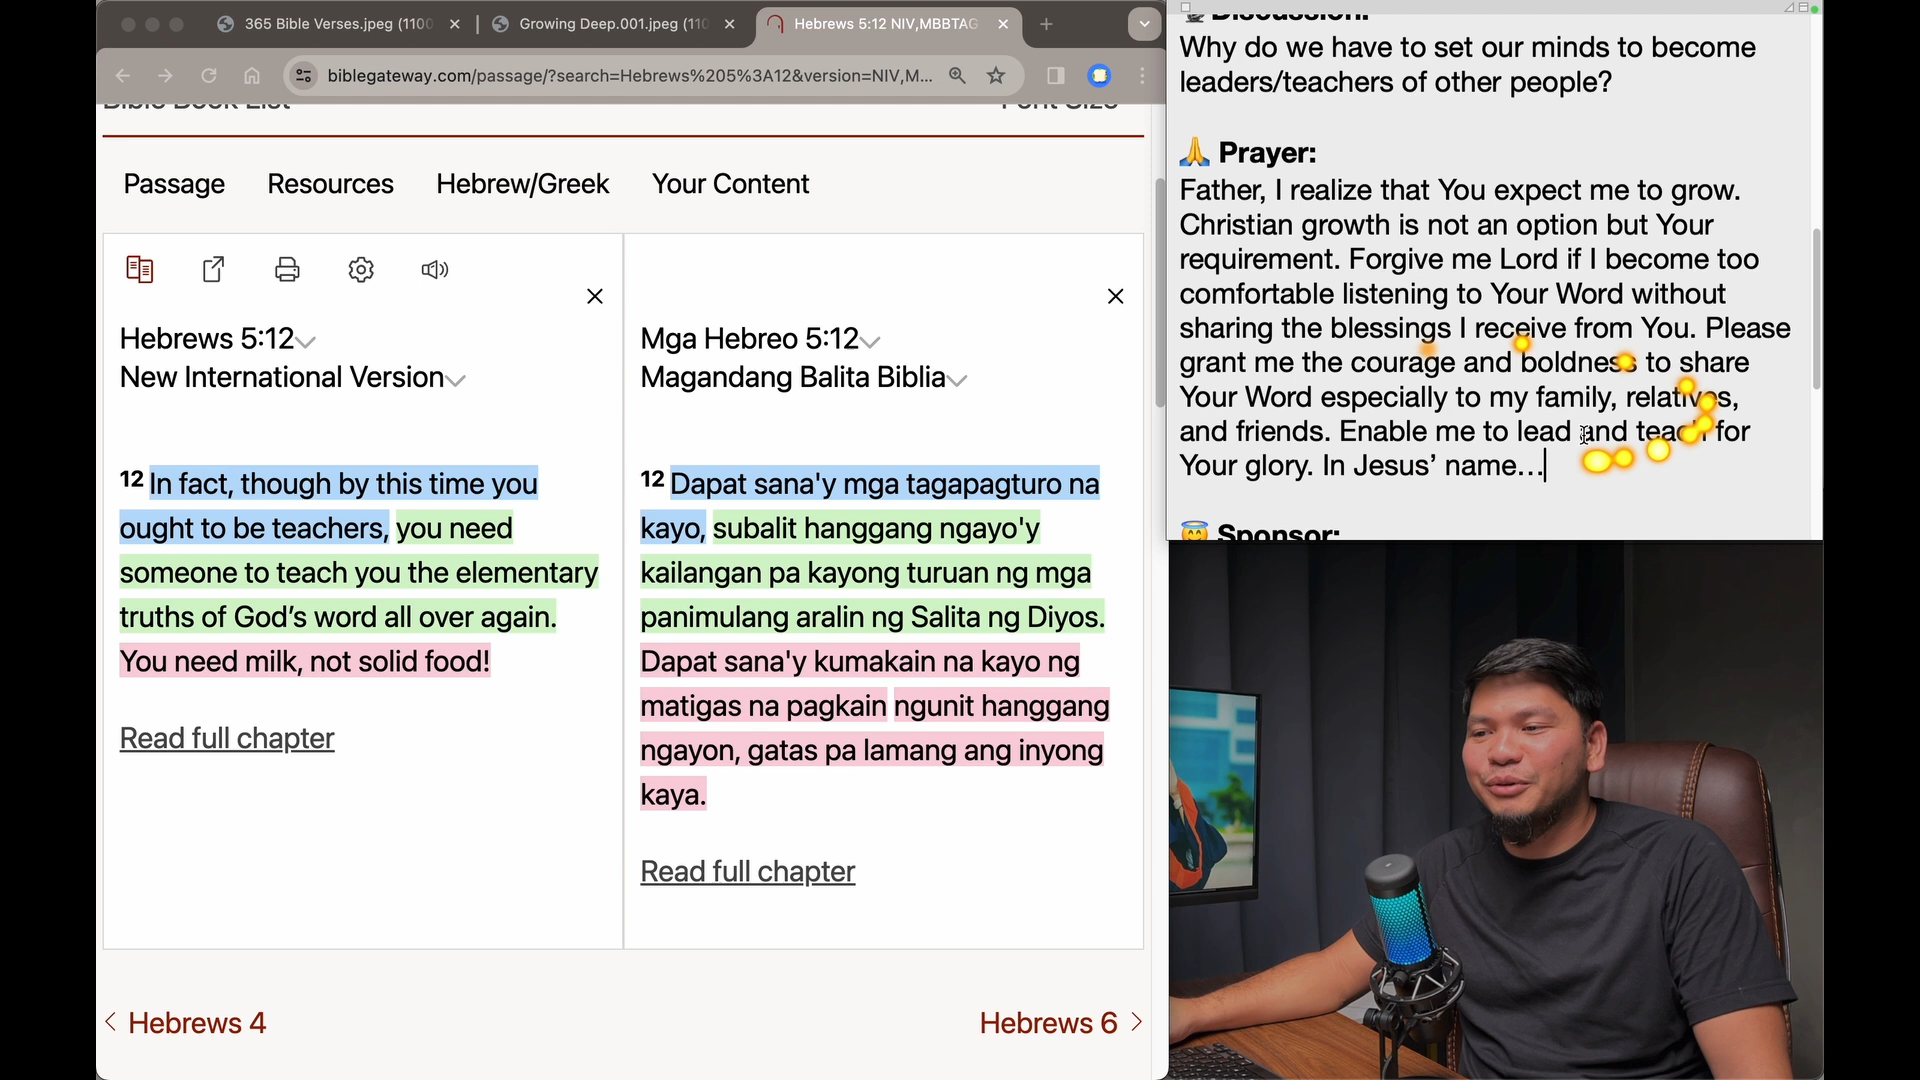 365 Bible Verses.jpeg (1100
Growing Deep.001.jpeg (110
Hebrews 5:12 NIV,MBBTAG
biblegateway.com/passage/?search=Hebrews%205%3A12&version=NIV,M...
Bible Book List
Font Size
Passage
Resources
Hebrew/Greek
Your Content
Hebrews 5:12
New International Version
12 In fact, though by this time you
ought to be teachers, you need
someone to teach you the elementary
truths of God’s word all over again.
You need milk, not solid food!
Read full chapter
Mga Hebreo 5:12
Magandang Balita Biblia
12 Dapat sana'y mga tagapagturo na
kayo, subalit hanggang ngayo'y
kailangan pa kayong turuan ng mga
panimulang aralin ng Salita ng Diyos.
Dapat sana'y kumakain na kayo ng
matigas na pagkain ngunit hanggang
ngayon, gatas pa lamang ang inyong
kaya.
Read full chapter
Hebrews 4
Hebrews 6
Discussion:
Why do we have to set our minds to become
leaders/teachers of other people?
🙏 Prayer:
Father, I realize that You expect me to grow.
Christian growth is not an option but Your
requirement. Forgive me Lord if I become too
comfortable listening to Your Word without
sharing the blessings I receive from You. Please
grant me the courage and boldness to share
Your Word especially to my family, relatives,
and friends. Enable me to lead and teach for
Your glory. In Jesus’ name…
😇 Sponsor: